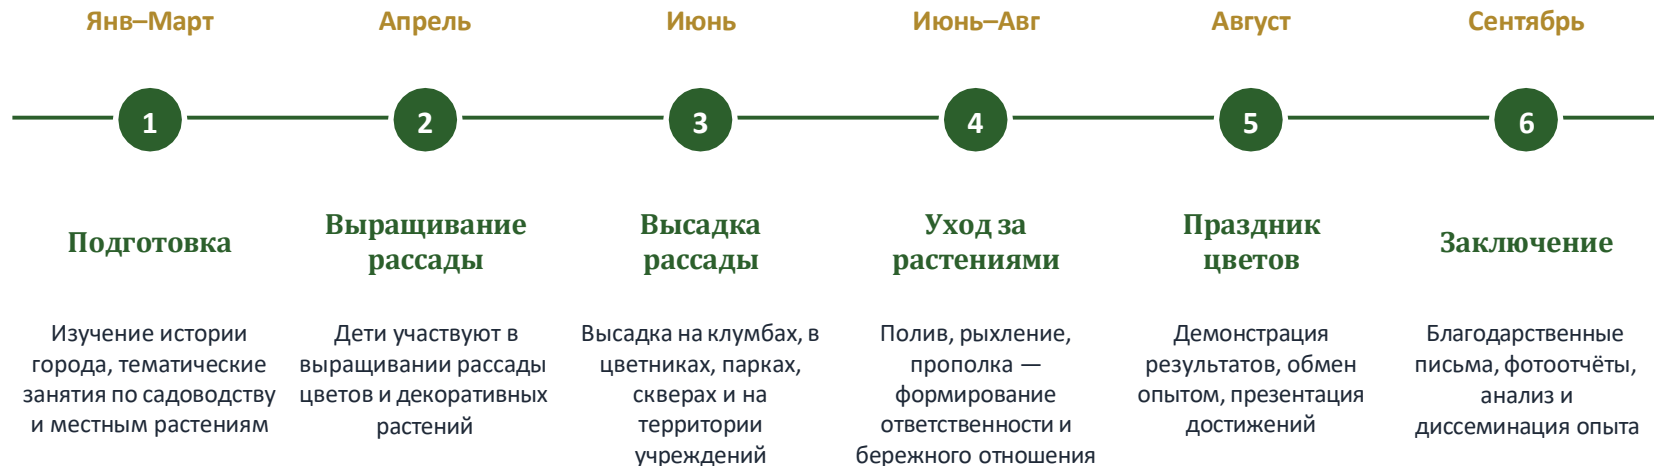 Янв–Март
Апрель
Июнь
Июнь–Авг
Август
Сентябрь
1
2
3
4
5
6
Подготовка
Выращивание
рассады
Высадка
рассады
Уход за
растениями
Праздник
цветов
Заключение
Изучение истории
города, тематические
занятия по садоводству
и местным растениям
Дети участвуют в
выращивании рассады
цветов и декоративных
растений
Высадка на клумбах, в
цветниках, парках,
скверах и на
территории
учреждений
Полив, рыхление,
прополка —
формирование
ответственности и
бережного отношения
Демонстрация
результатов, обмен
опытом, презентация
достижений
Благодарственные
письма, фотоотчёты,
анализ и
диссеминация опыта